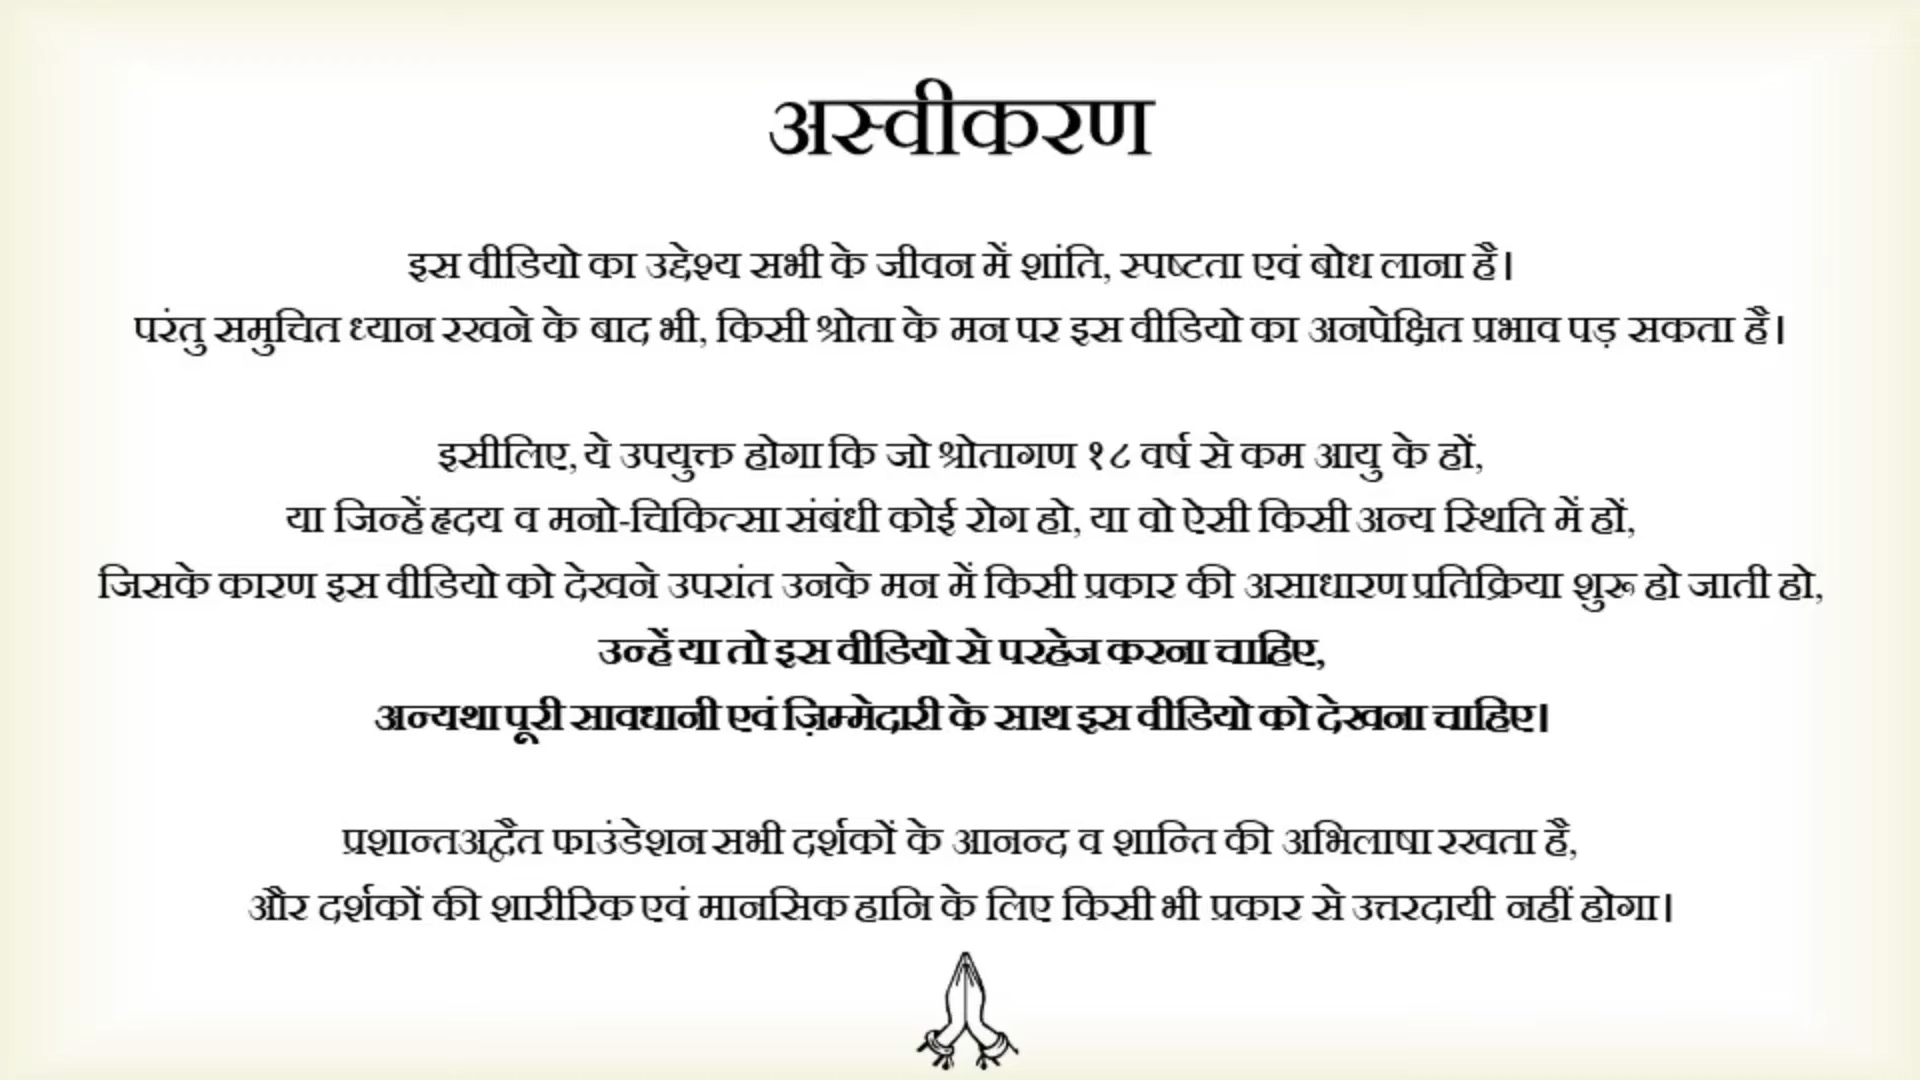 अस्वीकरण
इस वीडियो का उद्देश्य सभी के जीवन में शांति, स्पष्टता एवं बोध लाना है।
परंतु समुचित ध्यान रखने के बाद भी, किसी श्रोता के मन पर इस वीडियो का अनपेक्षित प्रभाव पड़ सकता है।
इसीलिए, ये उपयुक्त होगा कि जो श्रोतागण १८ वर्ष से कम आयु के हों,
या जिन्हें हृदय व मनो-चिकित्सा संबंधी कोई रोग हो, या वो ऐसी किसी अन्य स्थिति में हों,
जिसके कारण इस वीडियो को देखने उपरांत उनके मन में किसी प्रकार की असाधारण प्रतिक्रिया शुरू हो जाती हो,
उन्हें या तो इस वीडियो से परहेज करना चाहिए,
अन्यथा पूरी सावधानी एवं ज़िम्मेदारी के साथ इस वीडियो को देखना चाहिए।
प्रशान्तअद्वैत फाउंडेशन सभी दर्शकों के आनन्द व शान्ति की अभिलाषा रखता है,
और दर्शकों की शारीरिक एवं मानसिक हानि के लिए किसी भी प्रकार से उत्तरदायी नहीं होगा।